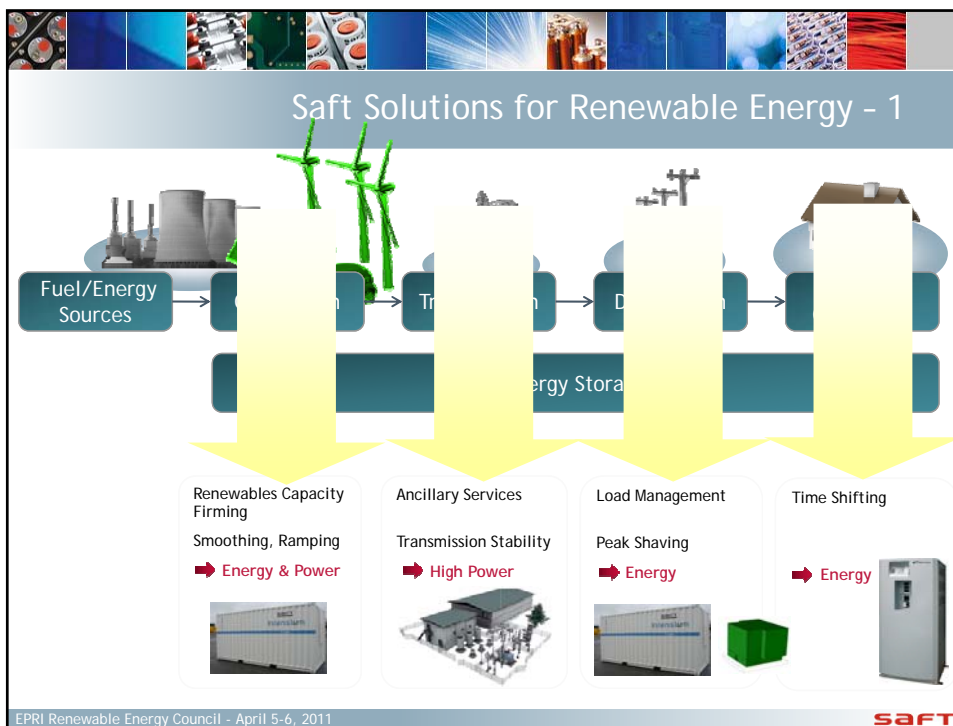 Saft Solutions for Renewable Energy - 1
Fuel/Energy
Sources
Renewables Capacity
Firming
Smoothing, Ramping
Energy & Power
Ancillary Services
Transmission Stability
High Power
Load Management
Peak Shaving
Energy
Time Shifting
Energy
EPRI Renewable Energy Council - April 5-6, 2011
saft